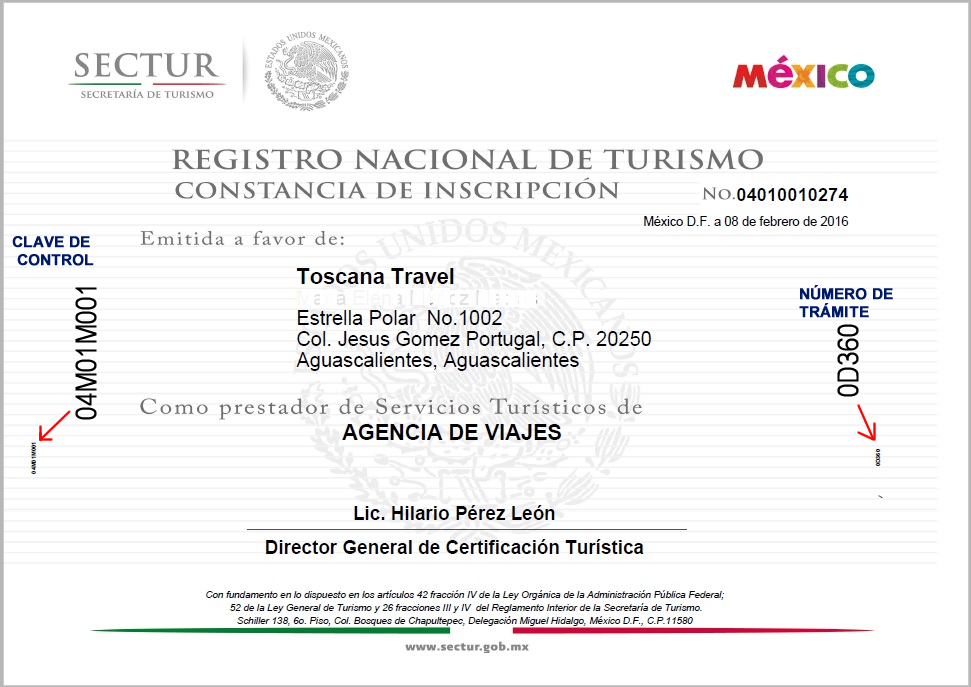 SECTUR
SECRETARÍA DE TURISMO
ESTADOS UNIDOS MEXICANOS
MÉXICO
REGISTRO NACIONAL DE TURISMO
CONSTANCIA DE INSCRIPCIÓN
No. 04010010274
México D.F. a 08 de febrero de 2016
CLAVE DE
CONTROL
04M01M001
04M01M001
Emitida a favor de:
Toscana Travel
Estrella Polar No.1002
Col. Jesus Gomez Portugal, C.P. 20250
Aguascalientes, Aguascalientes
NÚMERO DE
TRÁMITE
0D360
0D360
Como prestador de Servicios Turísticos de
AGENCIA DE VIAJES
UNIDOS MEXICANOS
Lic. Hilario Pérez León
Director General de Certificación Turística
Con fundamento en lo dispuesto en los artículos 42 fracción IV de la Ley Orgánica de la Administración Pública Federal;
52 de la Ley General de Turismo y 26 fracciones III y IV del Reglamento Interior de la Secretaría de Turismo.
Schiller 138, 6o. Piso, Col. Bosques de Chapultepec, Delegación Miguel Hidalgo, México D.F., C.P.11580
www.sectur.gob.mx